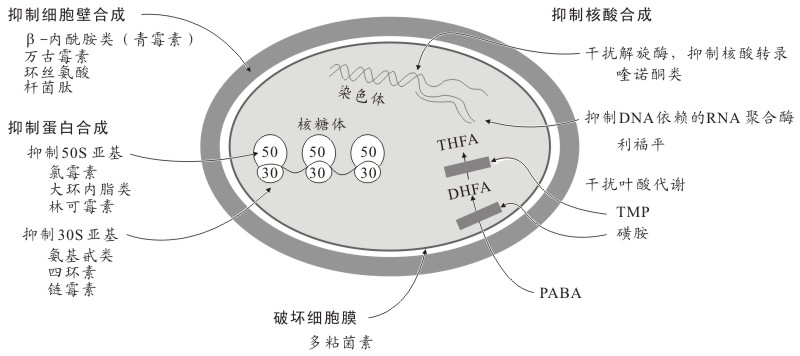 抑制细胞壁合成
β-内酰胺类（青霉素）
万古霉素
环丝氨酸
杆菌肽
抑制蛋白合成
抑制50S亚基
氯霉素
大环内脂类
林可霉素
抑制30S亚基
氨基甙类
四环素
链霉素
染色体
核糖体
50
50
50
30
30
30
THFA
DHFA
抑制核酸合成
干扰解旋酶，抑制核酸转录
喹诺酮类
抑制DNA依赖的RNA聚合酶
利福平
干扰叶酸代谢
TMP
磺胺
PABA
破坏细胞膜
多粘菌素